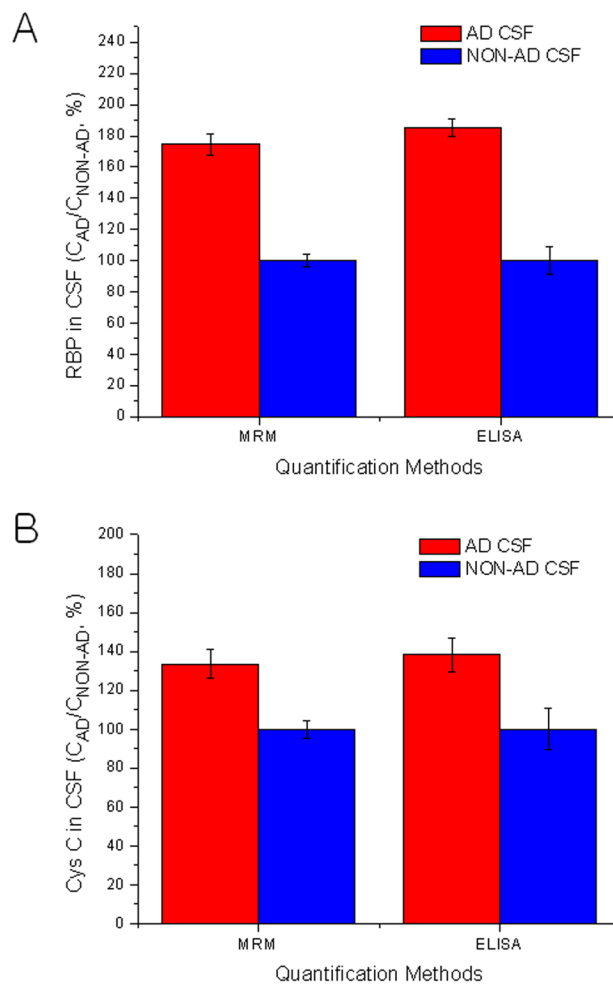 A
AD CSF
NON-AD CSF
240
220
200
180
160
140
120
100
80
60
40
20
0
RBP in CSF (CAD/CNON-AD, %)
MRM ELISA
Quantification Methods
B
AD CSF
NON-AD CSF
200
180
160
140
120
100
80
60
40
20
0
Cys C in CSF (CAD/CNON-AD, %)
MRM ELISA
Quantification Methods